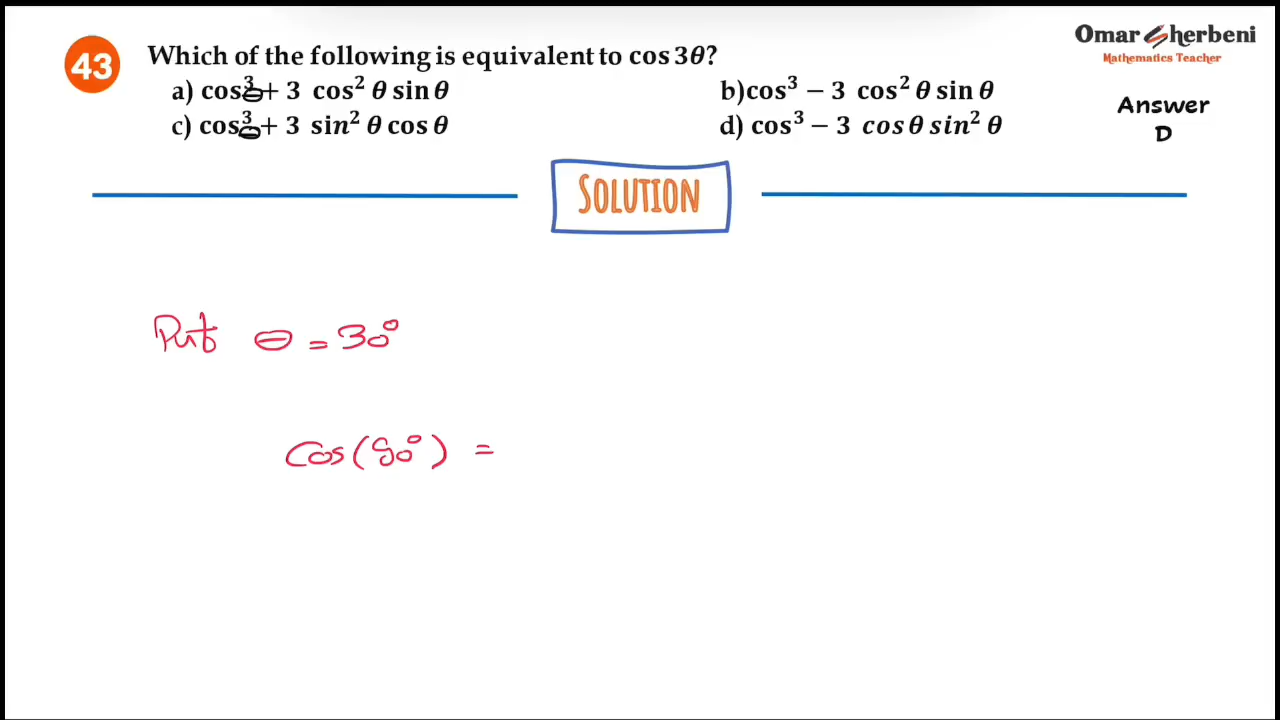 43 Which of the following is equivalent to cos 3θ?
a) cos³θ + 3 cos² θ sin θ
b)cos³ − 3 cos² θ sin θ
c) cos³θ + 3 sin² θ cos θ
d) cos³ − 3 cos θ sin² θ
Omar Sherbeni
Mathematics Teacher
Answer
D
SOLUTION
Put θ = 30°
Cos(90°) =